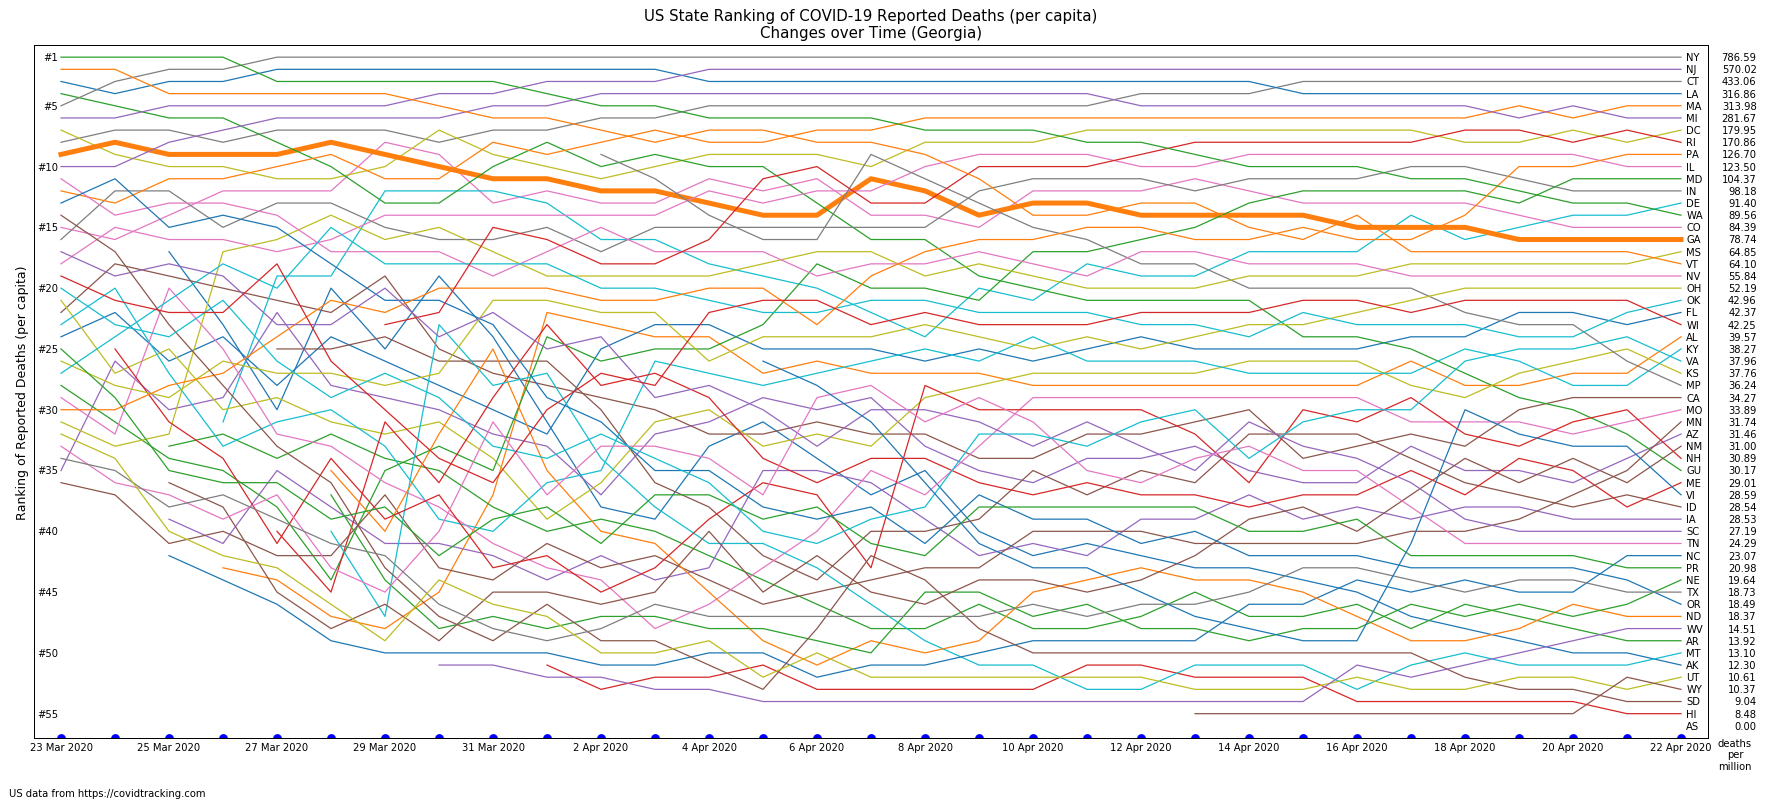 US State Ranking of COVID-19 Reported Deaths (per capita)
Changes over Time (Georgia)
Ranking of Reported Deaths (per capita)
#1
#5
#10
#15
#20
#25
#30
#35
#40
#45
#50
#55
NY 786.59
NJ 570.02
CT 433.06
LA 316.86
MA 313.98
MI 281.67
DC 179.95
RI 170.86
PA 126.70
IL 123.50
MD 104.37
IN 98.18
DE 91.40
WA 89.56
CO 84.39
GA 78.74
MS 64.85
VT 64.10
NV 55.84
OH 52.19
OK 42.96
FL 42.37
WI 42.25
AL 39.57
KY 38.27
VA 37.96
KS 37.76
MP 36.24
CA 34.27
MO 33.89
MN 31.74
AZ 31.46
NM 31.00
NH 30.89
GU 30.17
ME 29.01
VI 28.59
ID 28.54
IA 28.53
SC 27.19
TN 24.29
NC 23.07
PR 20.98
NE 19.64
TX 18.73
OR 18.49
ND 18.37
WV 14.51
AR 13.92
MT 13.10
AK 12.30
UT 10.61
WY 10.37
SD 9.04
HI 8.48
AS 0.00
23 Mar 2020 25 Mar 2020 27 Mar 2020 29 Mar 2020 31 Mar 2020 2 Apr 2020 4 Apr 2020 6 Apr 2020 8 Apr 2020 10 Apr 2020 12 Apr 2020 14 Apr 2020 16 Apr 2020 18 Apr 2020 20 Apr 2020 22 Apr 2020
deaths
per
million
US data from https://covidtracking.com